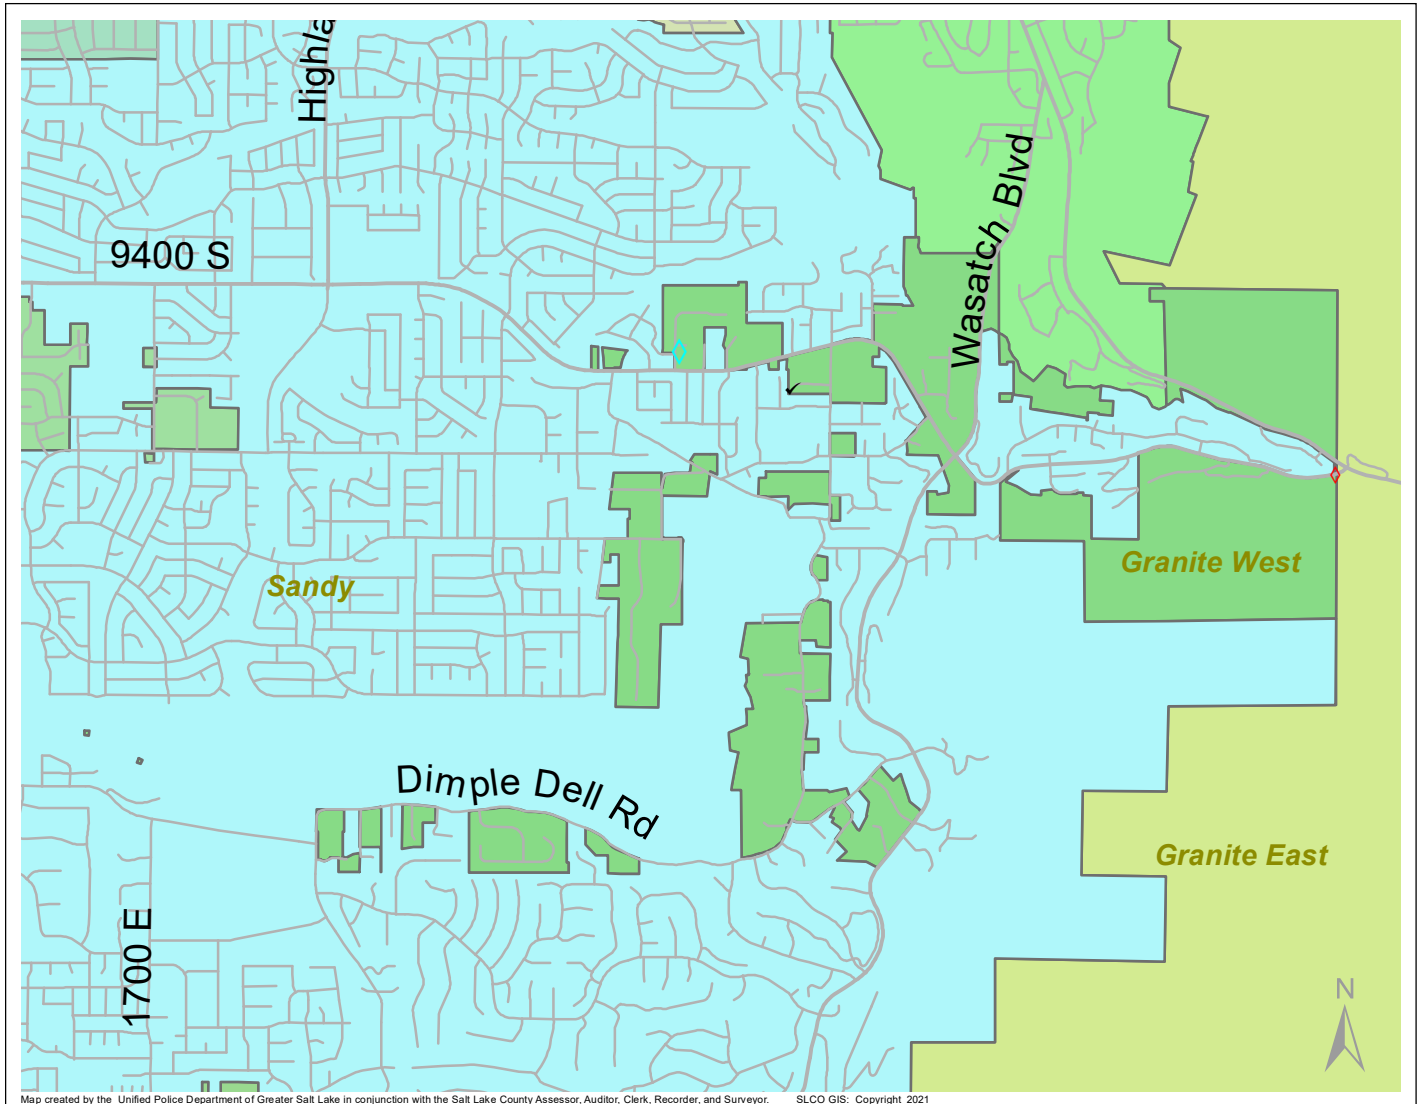 Highla
Wasatch Blvd
9400 S
Granite West
Sandy
Dimple Dell Rd
Granite East
1700 E
N
Map created by the Unified Police Department of Greater Salt Lake in conjunction with the Salt Lake County Assessor, Auditor, Clerk, Recorder, and Surveyor. SLCO GIS: Copyright 2021